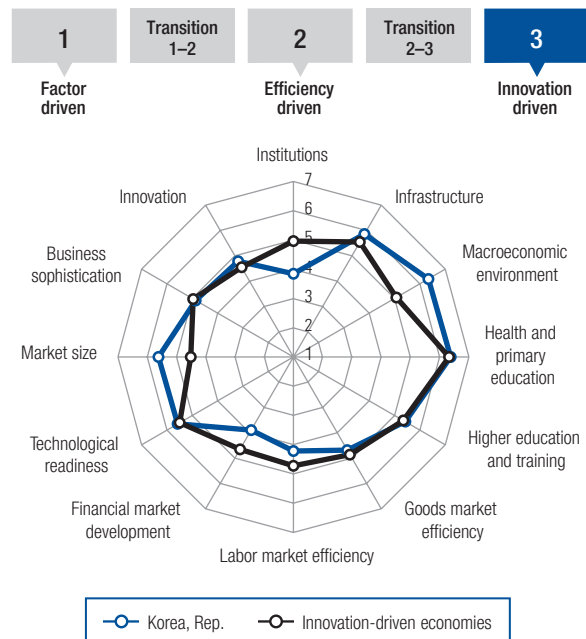 1
Transition
1–2
2
Transition
2–3
3
Factor
driven
Efficiency
driven
Innovation
driven
Institutions
Infrastructure
Macroeconomic
environment
Health and
primary
education
Higher education
and training
Goods market
efficiency
Labor market efficiency
Financial market
development
Technological
readiness
Market size
Business
sophistication
Innovation
7
6
5
4
3
2
1
Korea, Rep.
Innovation-driven economies